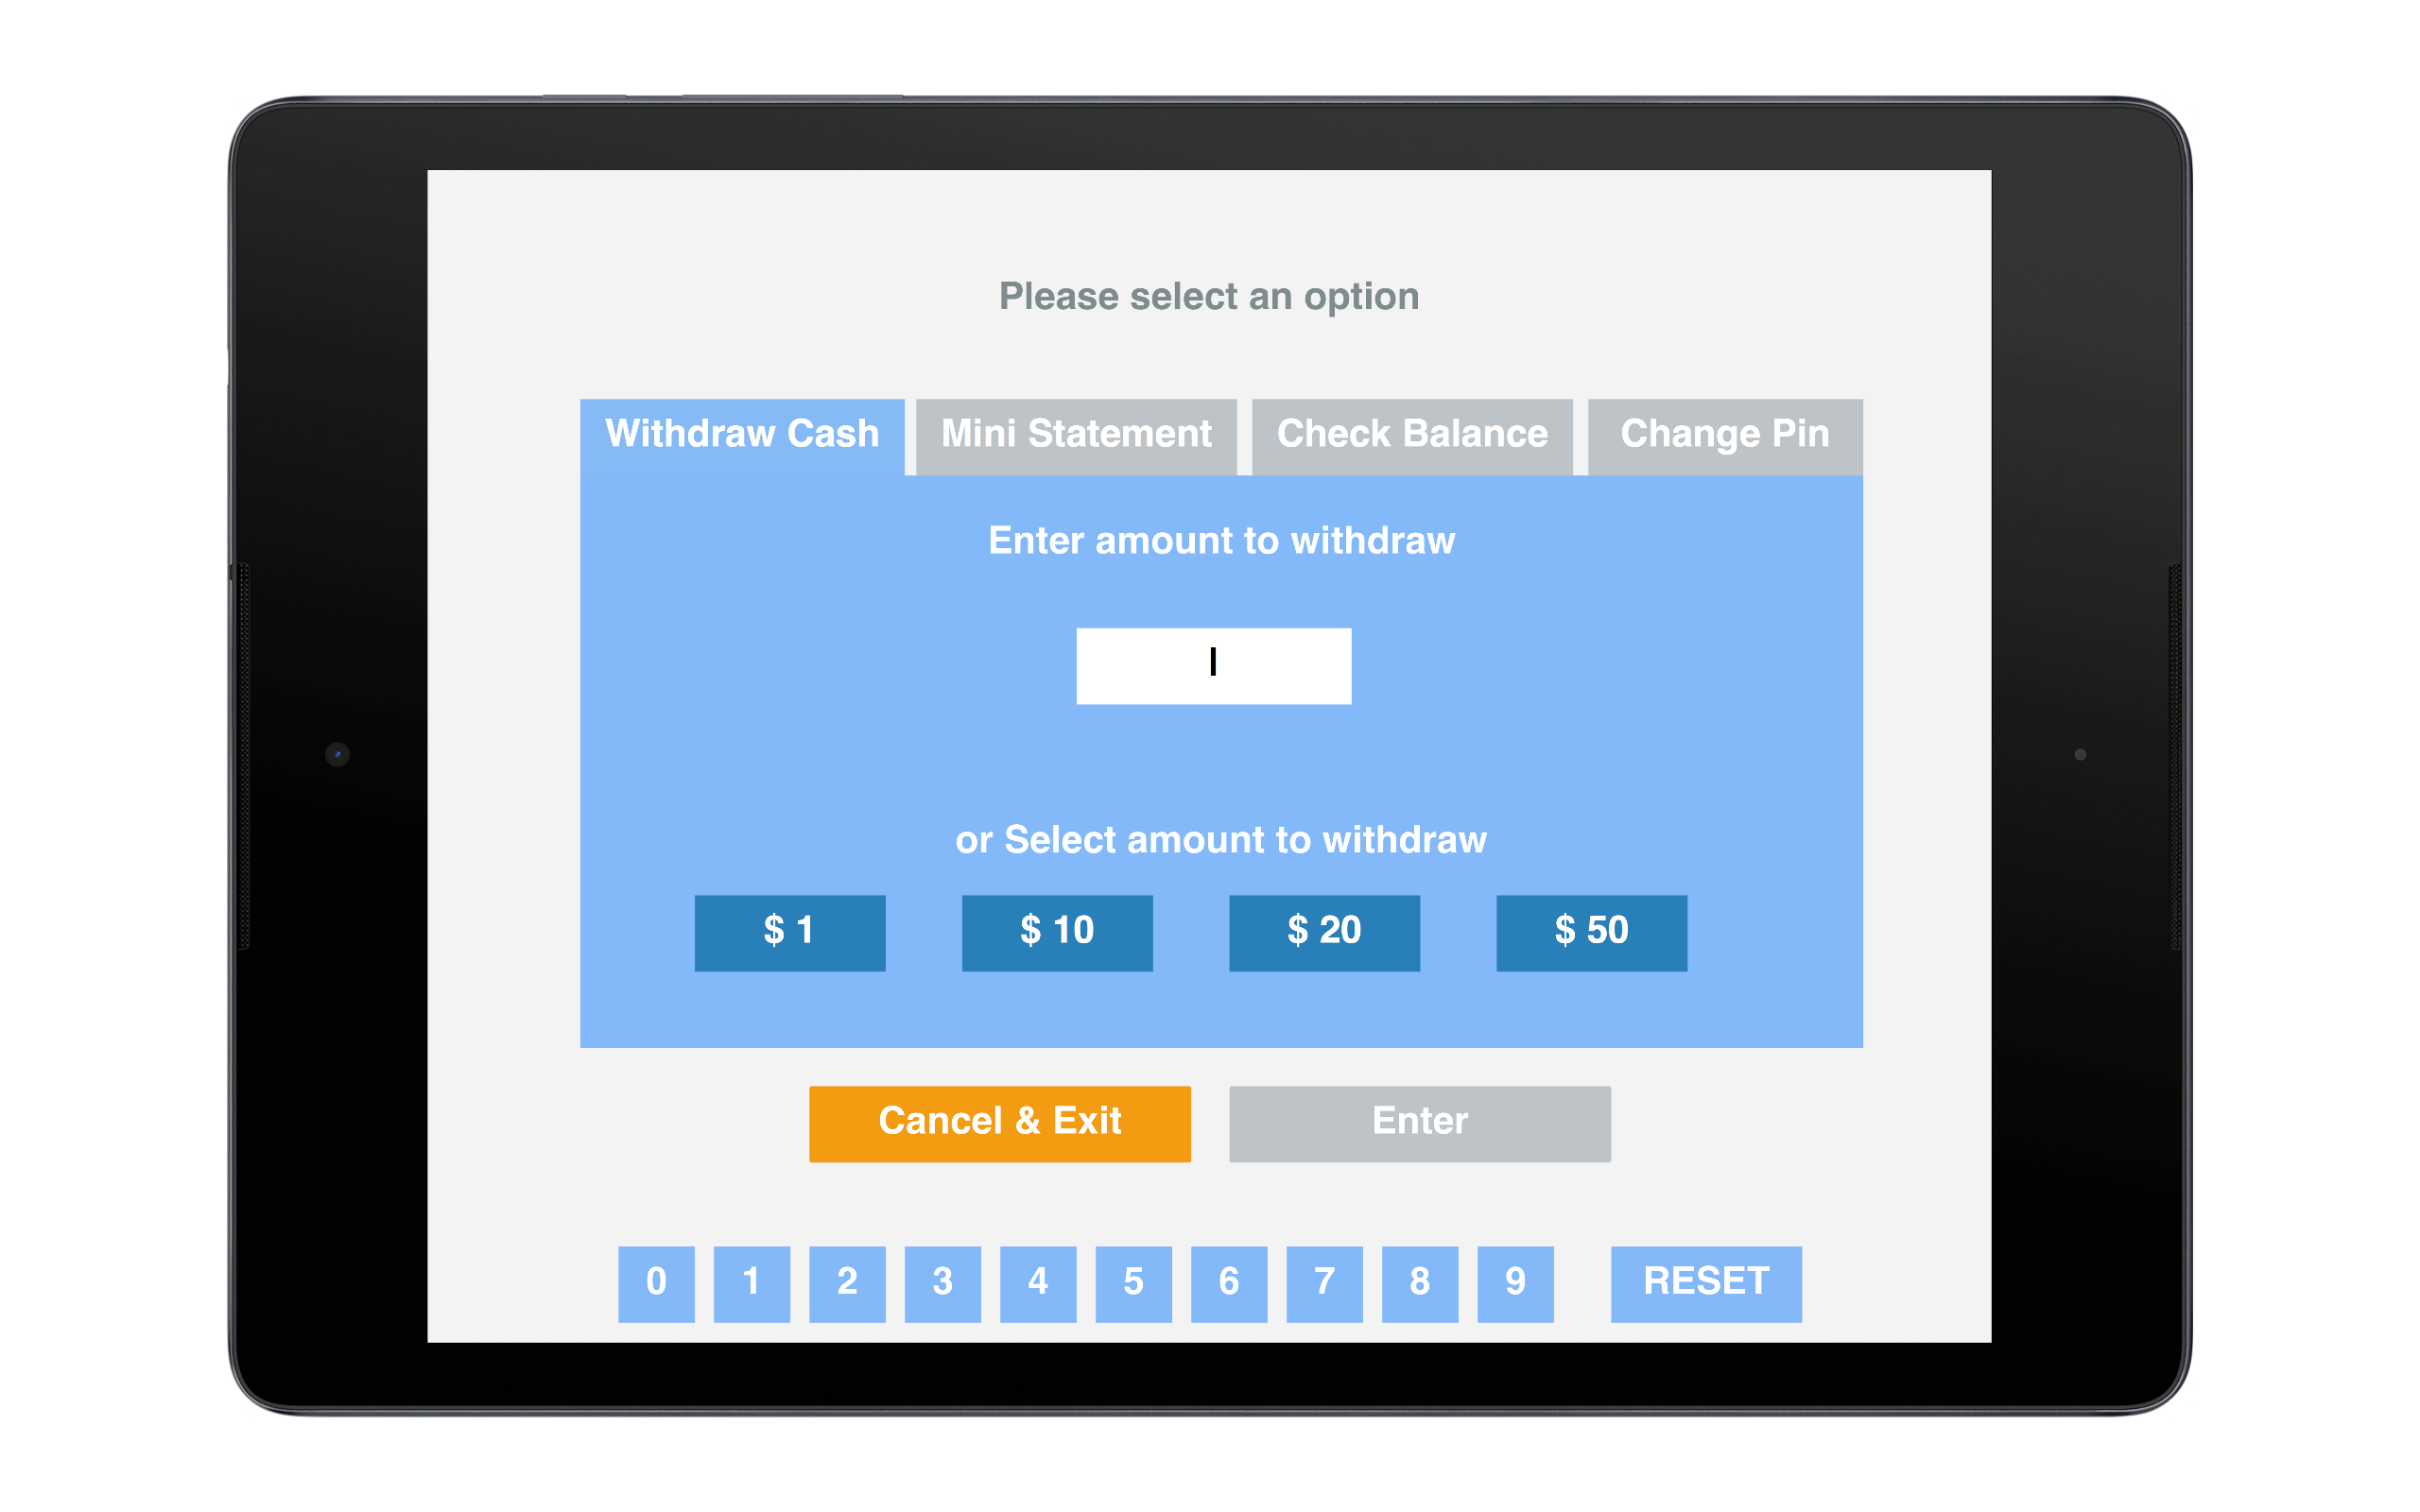 Please select an option
Withdraw Cash Mini Statement Check Balance Change Pin
Enter amount to withdraw
or Select amount to withdraw
$ 1 $ 10 $ 20 $ 50
Cancel & Exit Enter
0 1 2 3 4 5 6 7 8 9 RESET